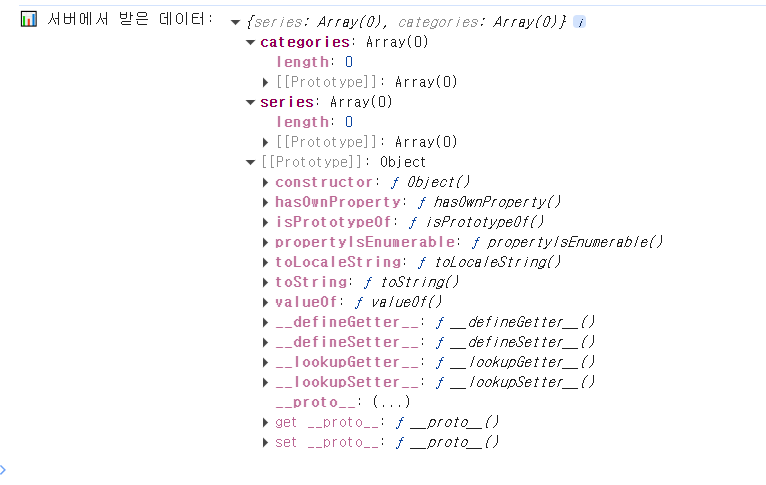 📊 서버에서 받은 데이터: ▼ {series: Array(0), categories: Array(0)} i
▼ categories: Array(0)
length: 0
▶ [[Prototype]]: Array(0)
▼ series: Array(0)
length: 0
▶ [[Prototype]]: Array(0)
▼ [[Prototype]]: Object
▶ constructor: ƒ Object()
▶ hasOwnProperty: ƒ hasOwnProperty()
▶ isPrototypeOf: ƒ isPrototypeOf()
▶ propertyIsEnumerable: ƒ propertyIsEnumerable()
▶ toLocaleString: ƒ toLocaleString()
▶ toString: ƒ toString()
▶ valueOf: ƒ valueOf()
▶ __defineGetter__: ƒ __defineGetter__()
▶ __defineSetter__: ƒ __defineSetter__()
▶ __lookupGetter__: ƒ __lookupGetter__()
▶ __lookupSetter__: ƒ __lookupSetter__()
__proto__: (...)
▶ get __proto__: ƒ __proto__()
▶ set __proto__: ƒ __proto__()
>